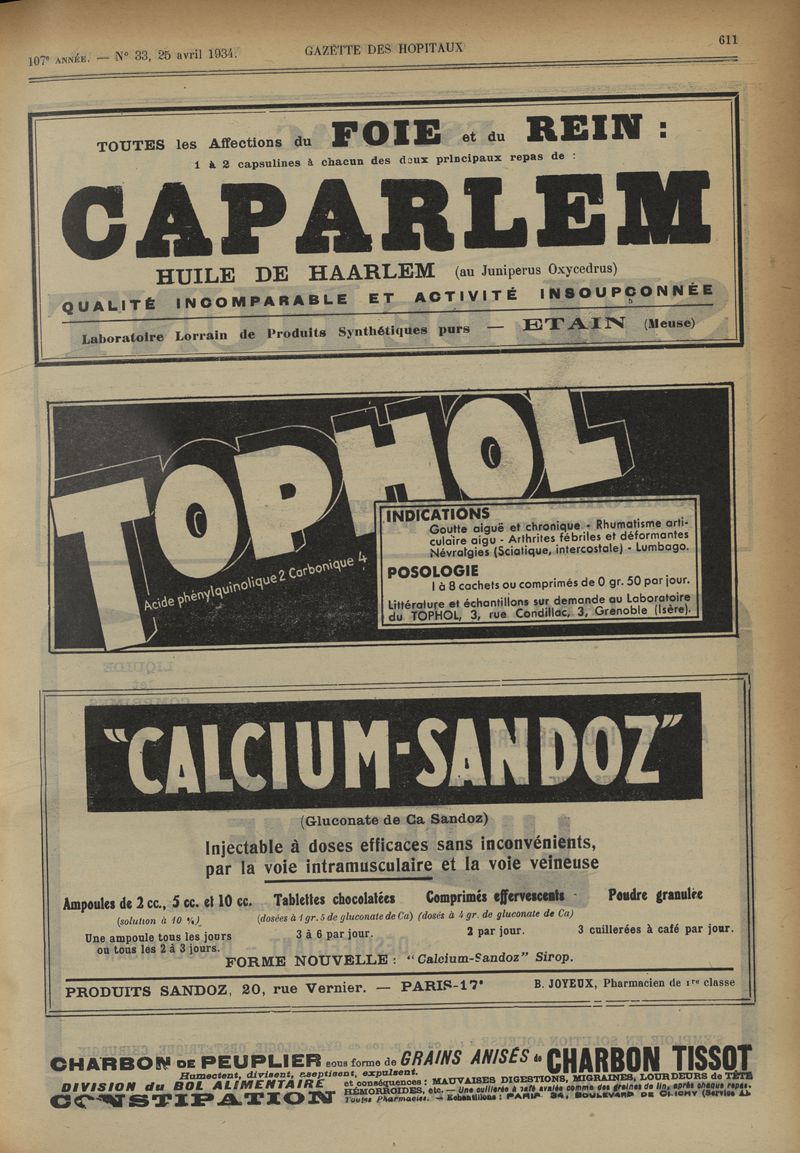 107e ANNÉE. — N° 33, 25 avril 1934.
GAZETTE DES HOPITAUX
611
TOUTES les Affections du FOIE et du REIN :
1 à 2 capsulines à chacun des deux principaux repas de :
CAPARLEM
HUILE DE HAARLEM (au Juniperus Oxycedrus)
QUALITÉ INCOMPARABLE ET ACTIVITÉ INSOUPÇONNÉE
Laboratoire Lorrain de Produits Synthétiques purs — ETAIN (Meuse)
TOPHOL
Acide phénylquinolique 2 Carbonique 4
INDICATIONS
Goutte aiguë et chronique - Rhumatisme arti-
culaire aigu - Arthrites fébriles et déformantes
Névralgies (Sciatique, intercostale) - Lumbago.
POSOLOGIE
1 à 8 cachets ou comprimés de 0 gr. 50 par jour.
Littérature et échantillons sur demande au Laboratoire
du TOPHOL, 3, rue Condillac, 3, Grenoble (Isère).
"CALCIUM-SANDOZ"
(Gluconate de Ca Sandoz)
Injectable à doses efficaces sans inconvénients,
par la voie intramusculaire et la voie veineuse
Ampoules de 2 cc., 5 cc. et 10 cc.
(solution à 10 %)
Une ampoule tous les jours
ou tous les 2 à 3 jours.
Tablettes chocolatées
(dosées à 1 gr. 5 de gluconate de Ca)
3 à 6 par jour.
Comprimés effervescents
(dosés à 4 gr. de gluconate de Ca)
2 par jour.
Poudre granulée
3 cuillerées à café par jour.
FORME NOUVELLE : "Calcium-Sandoz" Sirop.
PRODUITS SANDOZ, 20, rue Vernier. — PARIS-17e
B. JOYEUX, Pharmacien de 1re classe
CHARBON DE PEUPLIER sous forme de GRAINS ANISÉS de CHARBON TISSOT
Humectent, divisent, aseptisent, expulsent.
DIVISION du BOL ALIMENTAIRE
CONSTIPATION
et conséquences : MAUVAISES DIGESTIONS, MIGRAINES, LOURDEURS de TÊTE
HÉMORROIDES, etc. — Une cuillerée à café avalée comme des graines de lin, après chaque repas.
Toutes Pharmacies. — Echantillons : PARIS 34, BOULEVARD DE CLICHY (Service